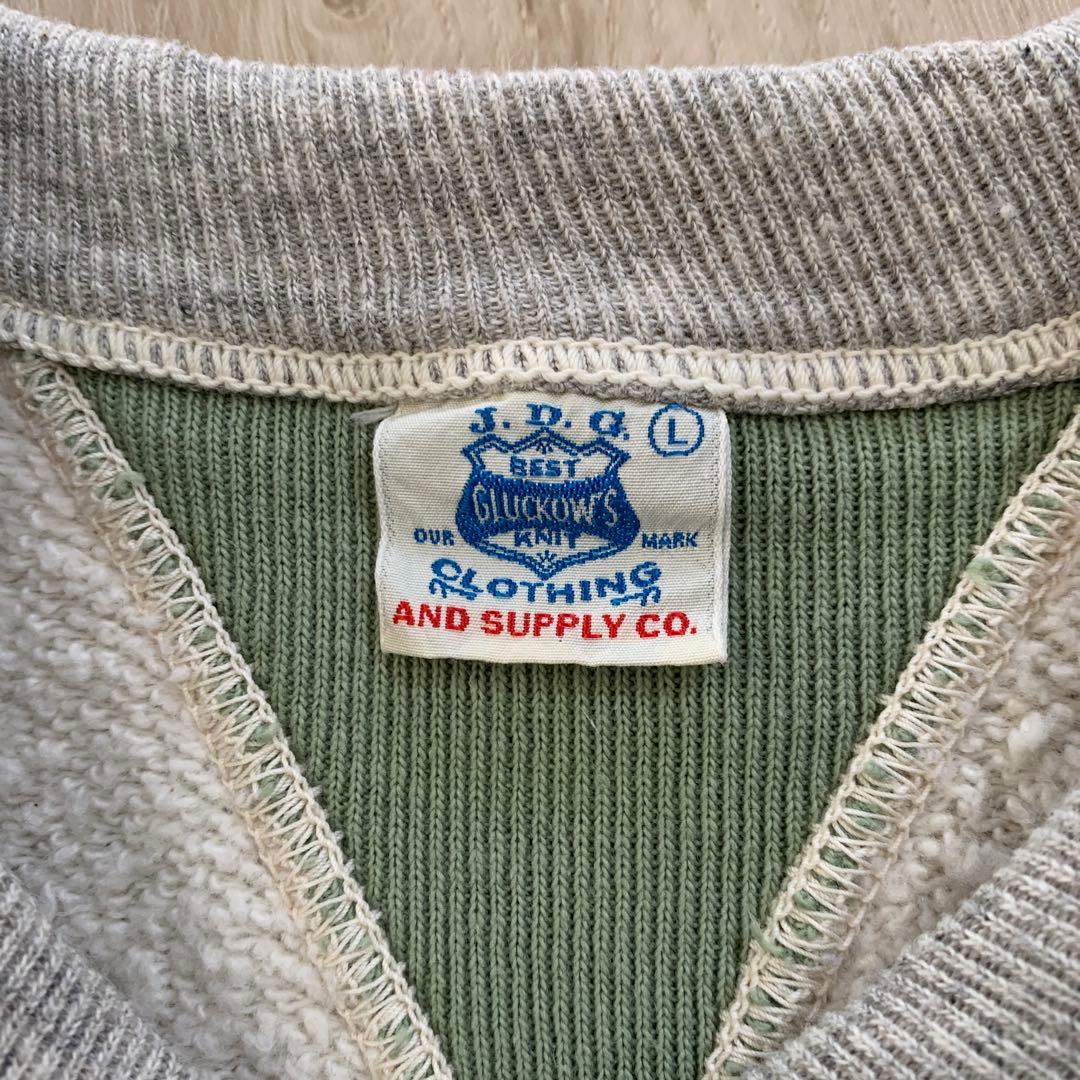 J.D.G. L
BEST
GLUCKOW'S
OUR KNIT MARK
CLOTHING
AND SUPPLY CO.